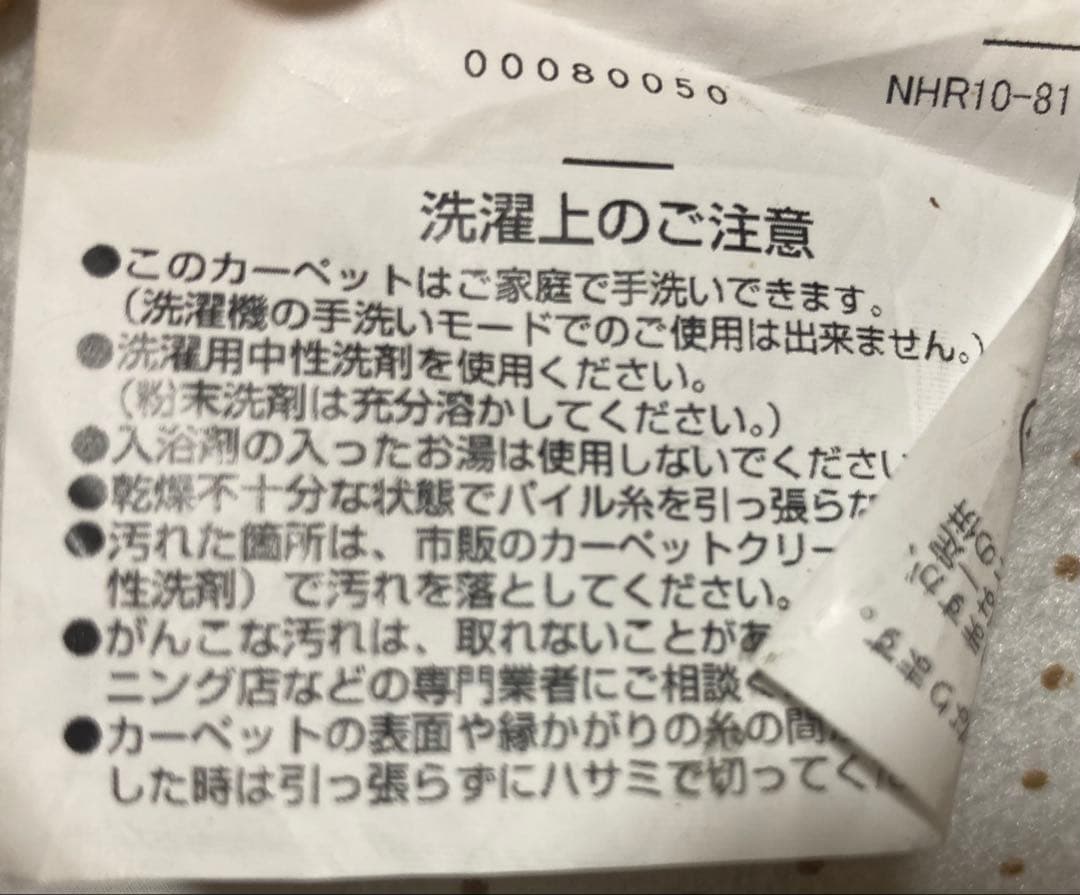 00080050
NHR10-81
洗濯上のご注意
●このカーペットはご家庭で手洗いできます。
（洗濯機の手洗いモードでのご使用は出来ません。）
●洗濯用中性洗剤を使用ください。
（粉末洗剤は充分溶かしてください。）
●入浴剤の入ったお湯は使用しないでくださ
●乾燥不十分な状態でパイル糸を引っ張らな
●汚れた箇所は、市販のカーペットクリー
性洗剤）で汚れを落としてください。
●がんこな汚れは、取れないことがあ
ニング店などの専門業者にご相談く
●カーペットの表面や縁かがりの糸の間
した時は引っ張らずにハサミで切ってくだ